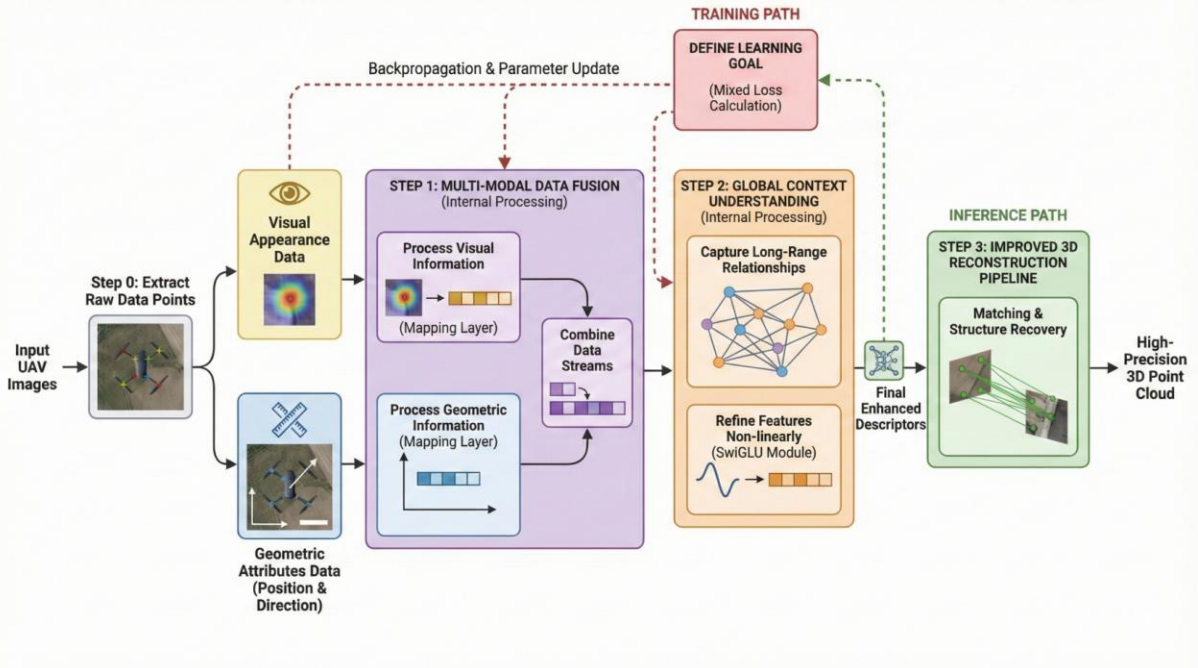 TRAINING PATH
DEFINE LEARNING
GOAL
(Mixed Loss
Calculation)
Backpropagation & Parameter Update
Visual
Appearance
Data
STEP 1: MULTI-MODAL DATA FUSION
(Internal Processing)
Process Visual
Information
(Mapping Layer)
STEP 2: GLOBAL CONTEXT
UNDERSTANDING
(Internal Processing)
Capture Long-Range
Relationships
INFERENCE PATH
STEP 3: IMPROVED 3D
RECONSTRUCTION
PIPELINE
Matching &
Structure Recovery
Step 0: Extract
Raw Data Points
Input
UAV
Images
Combine
Data
Streams
High-
Precision
3D Point
Cloud
Final
Enhanced
Descriptors
Process Geometric
Information
(Mapping Layer)
Refine Features
Non-linearly
(SwiGLU Module)
Geometric
Attributes Data
(Position &
Direction)